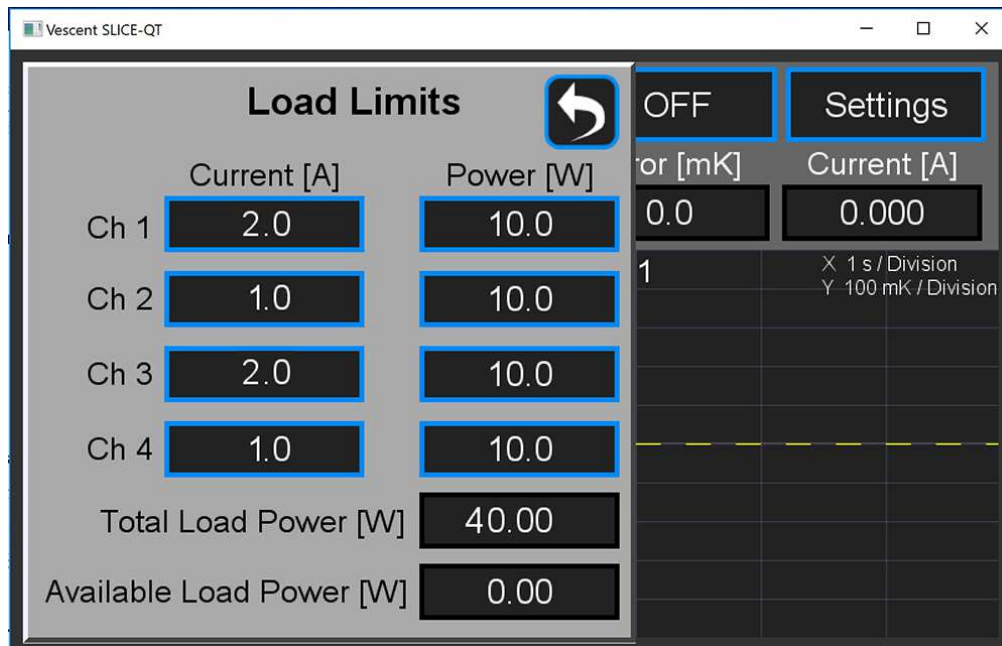 Vescent SLICE-QT
Load Limits
OFF
Settings
Current [A]
Power [W]
ror [mK]
Current [A]
Ch 1
2.0
10.0
0.0
0.000
1
X 1 s / Division
Y 100 mK / Division
Ch 2
1.0
10.0
Ch 3
2.0
10.0
Ch 4
1.0
10.0
Total Load Power [W]
40.00
Available Load Power [W]
0.00